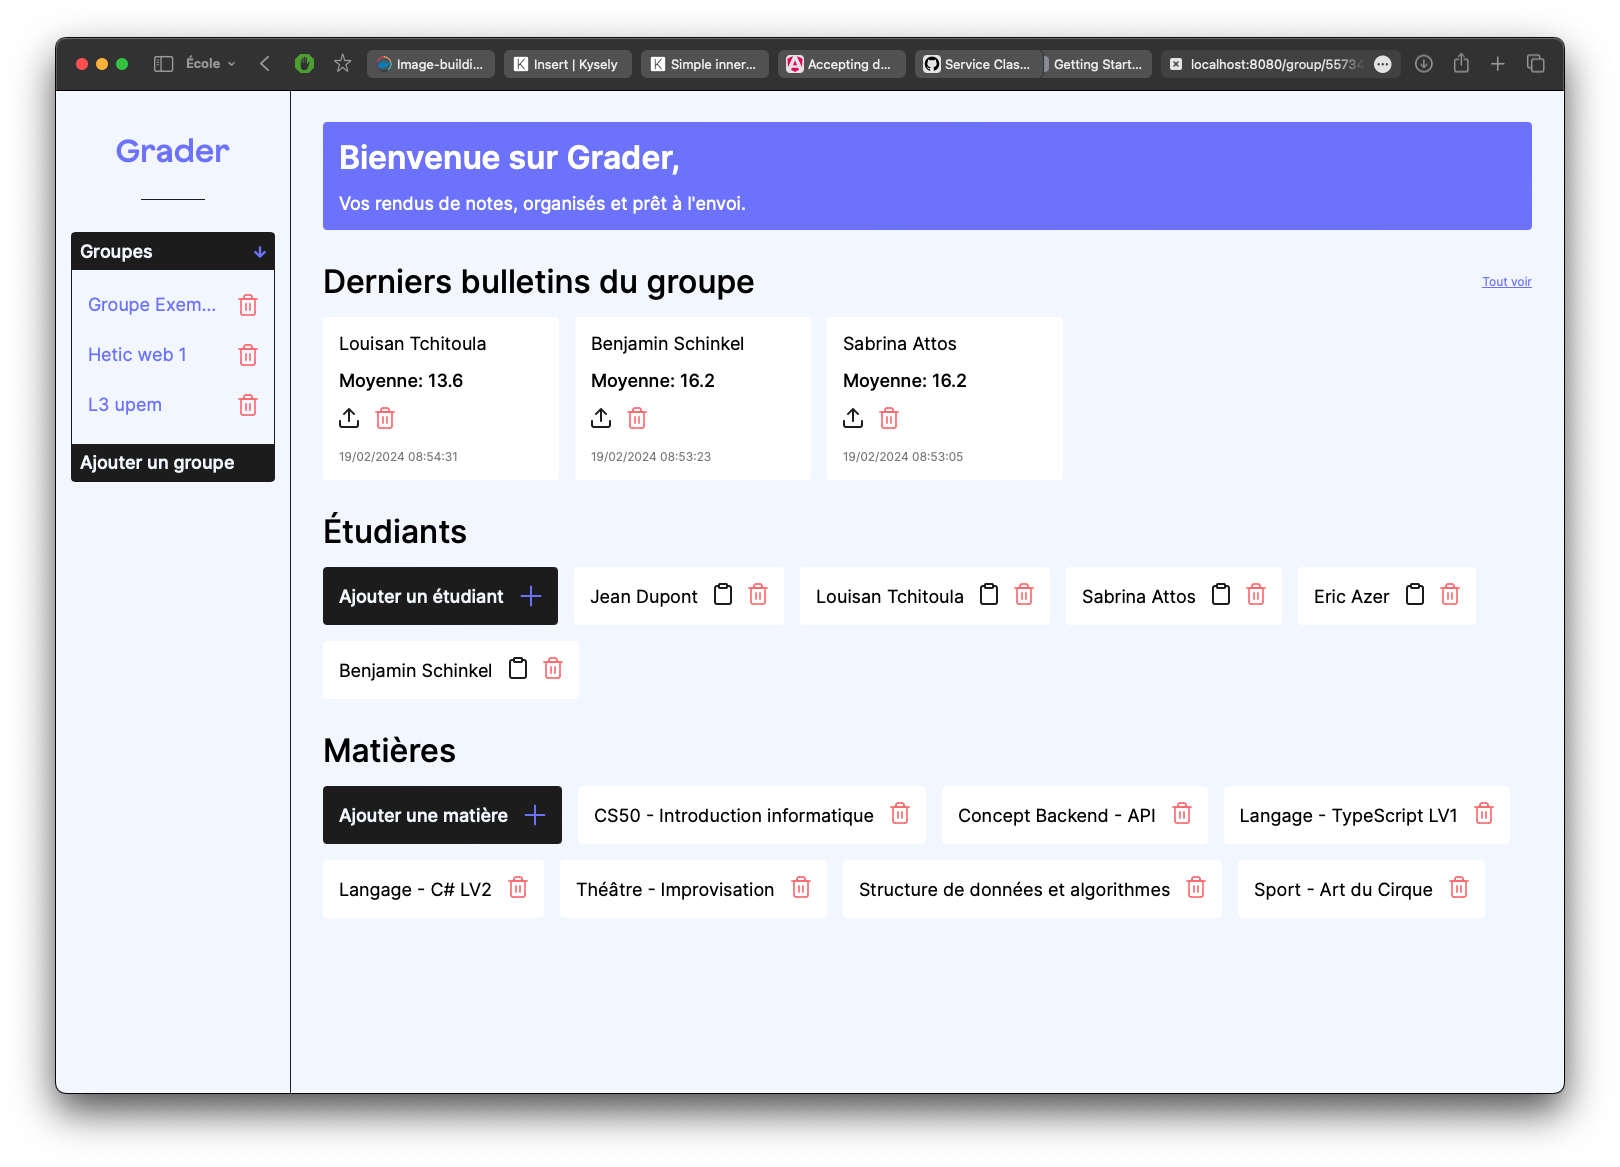 École
Image-buildi...
Insert | Kysely
Simple inner...
Accepting d...
Service Clas...
Getting Start...
localhost:8080/group/55734
Grader
Groupes
Groupe Exem...
Hetic web 1
L3 upem
Ajouter un groupe
Bienvenue sur Grader,
Vos rendus de notes, organisés et prêt à l'envoi.
Derniers bulletins du groupe
Tout voir
Louisan Tchitoula
Moyenne: 13.6
19/02/2024 08:54:31
Benjamin Schinkel
Moyenne: 16.2
19/02/2024 08:53:23
Sabrina Attos
Moyenne: 16.2
19/02/2024 08:53:05
Étudiants
Ajouter un étudiant
Jean Dupont
Louisan Tchitoula
Sabrina Attos
Eric Azer
Benjamin Schinkel
Matières
Ajouter une matière
CS50 - Introduction informatique
Concept Backend - API
Langage - TypeScript LV1
Langage - C# LV2
Théâtre - Improvisation
Structure de données et algorithmes
Sport - Art du Cirque